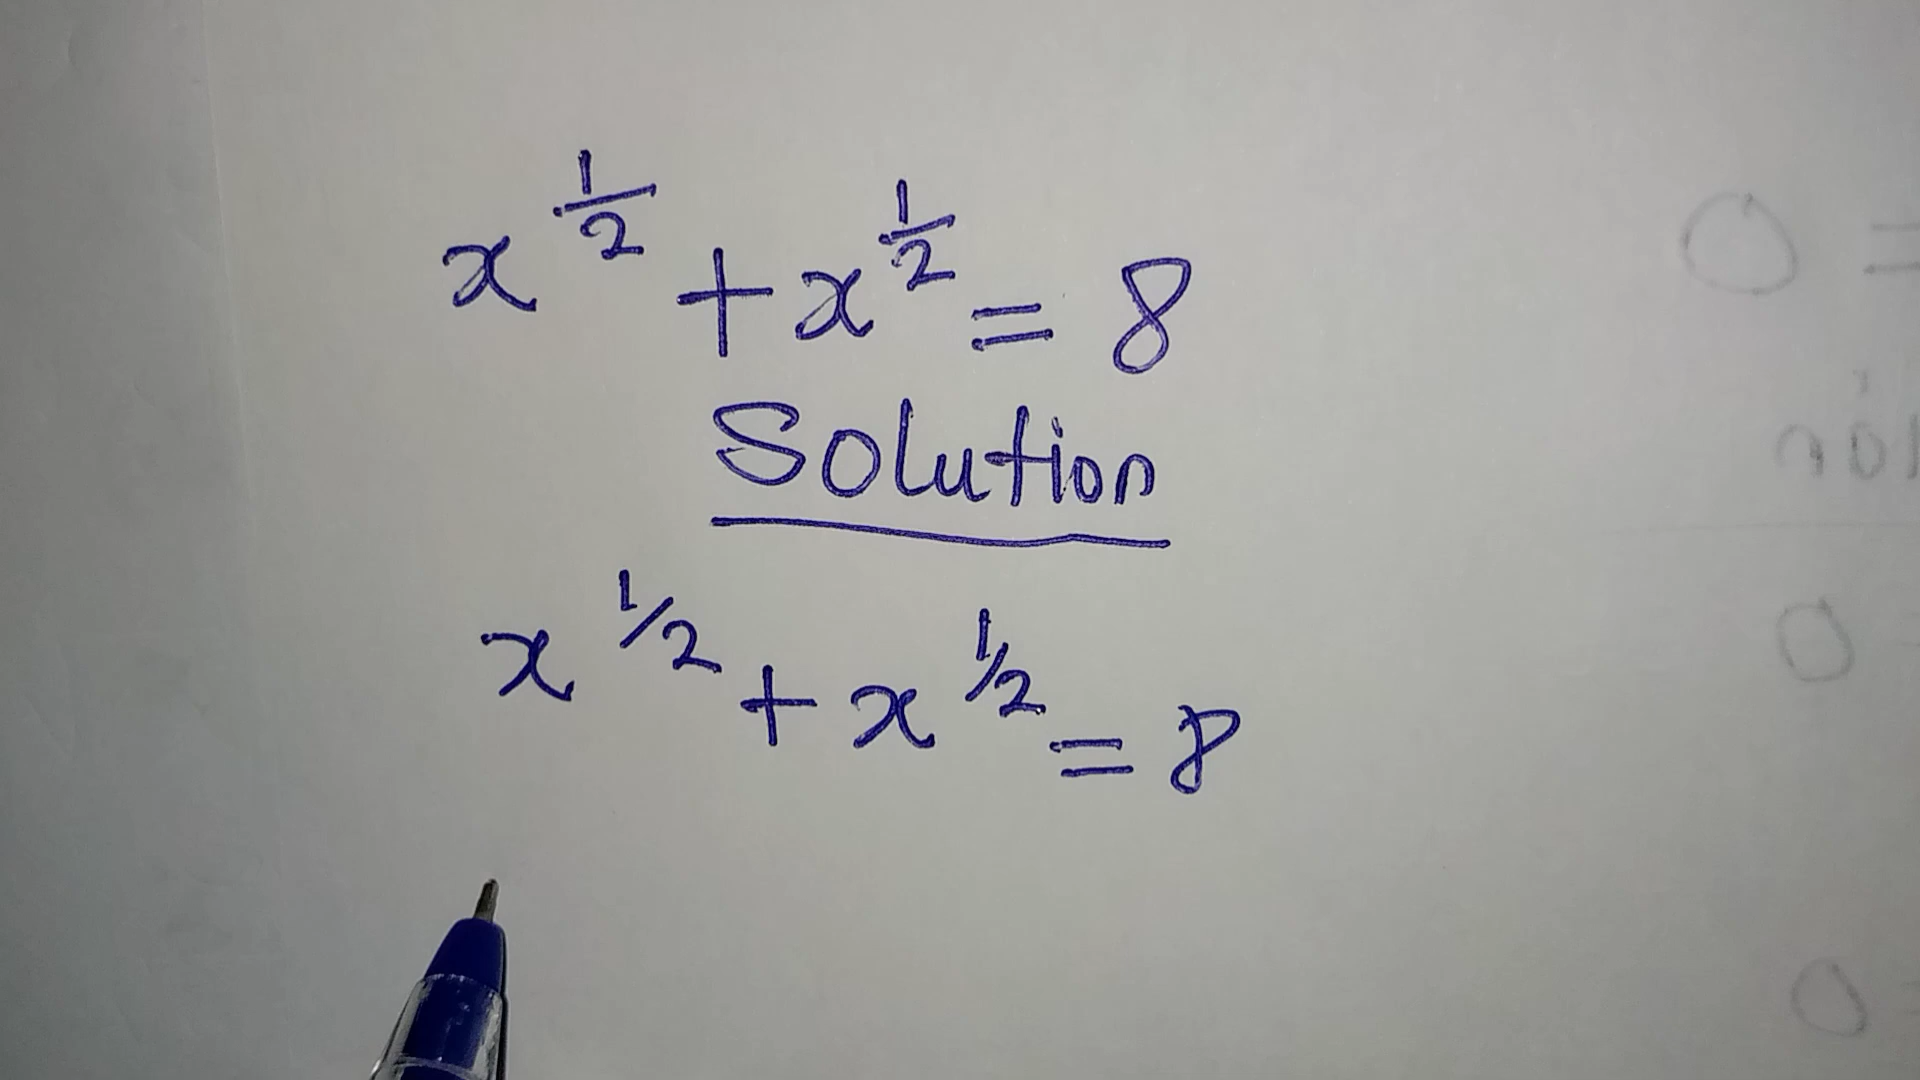 x^½ + x^½ = 8
Solution
x^1/2 + x^1/2 = 8